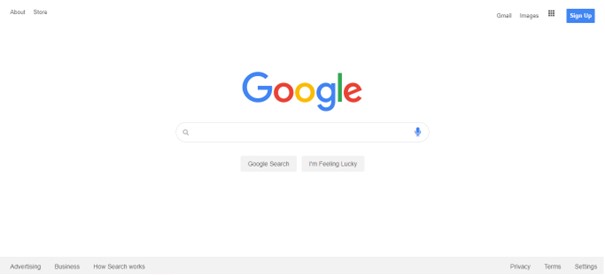 About Store
Gmail Images Sign Up
Google
Google Search I'm Feeling Lucky
Advertising Business How Search works Privacy Terms Settings